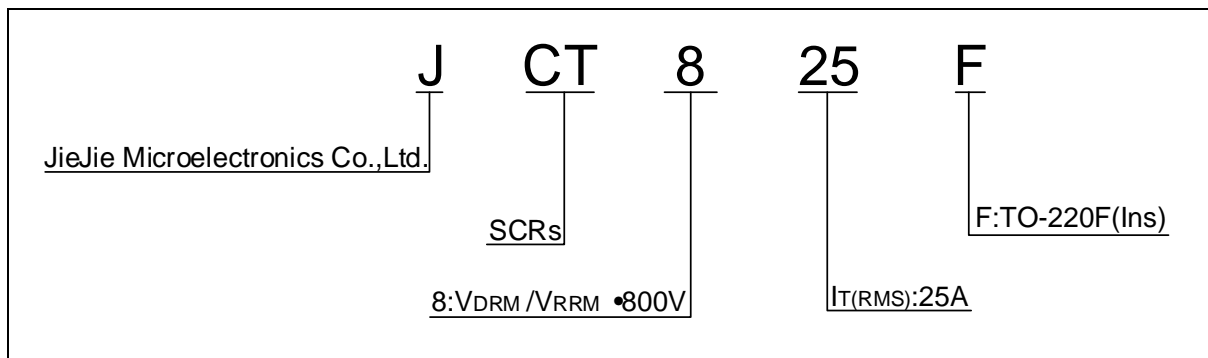 J CT 8 25 F
JieJie Microelectronics Co.,Ltd.
F:TO-220F(Ins)
SCRs
8:VDRM /VRRM •800V
IT(RMS):25A